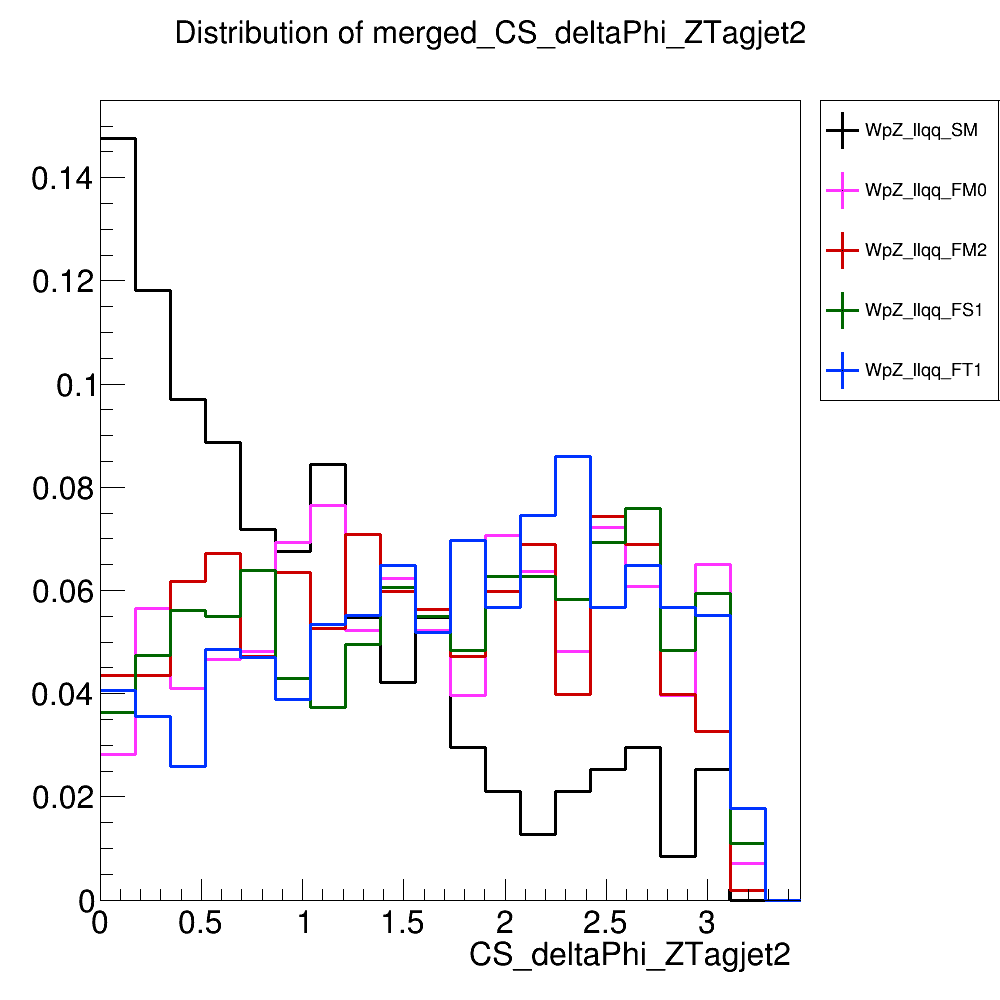 Distribution of merged_CS_deltaPhi_ZTagjet2
WpZ_llqq_SM
WpZ_llqq_FM0
WpZ_llqq_FM2
WpZ_llqq_FS1
WpZ_llqq_FT1
0.14
0.12
0.1
0.08
0.06
0.04
0.02
0
0 0.5 1 1.5 2 2.5 3
CS_deltaPhi_ZTagjet2